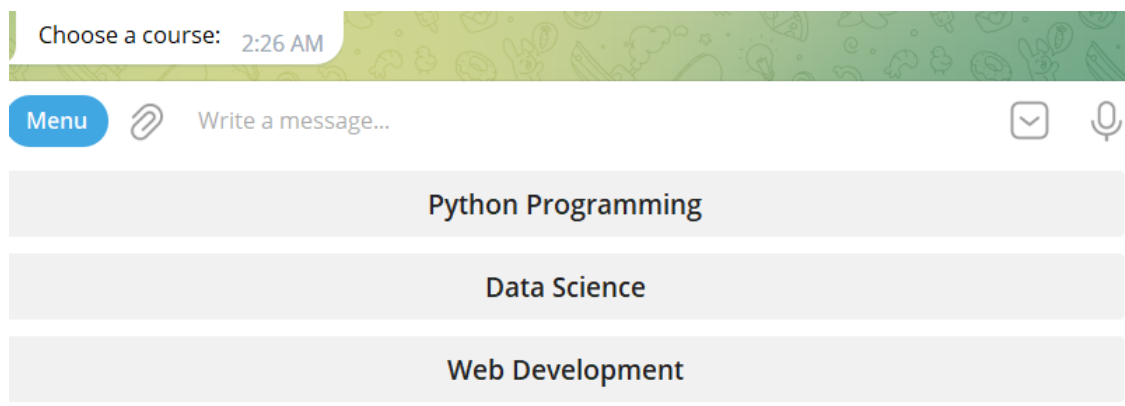 Choose a course: 2:26 AM
Menu Write a message...
Python Programming
Data Science
Web Development